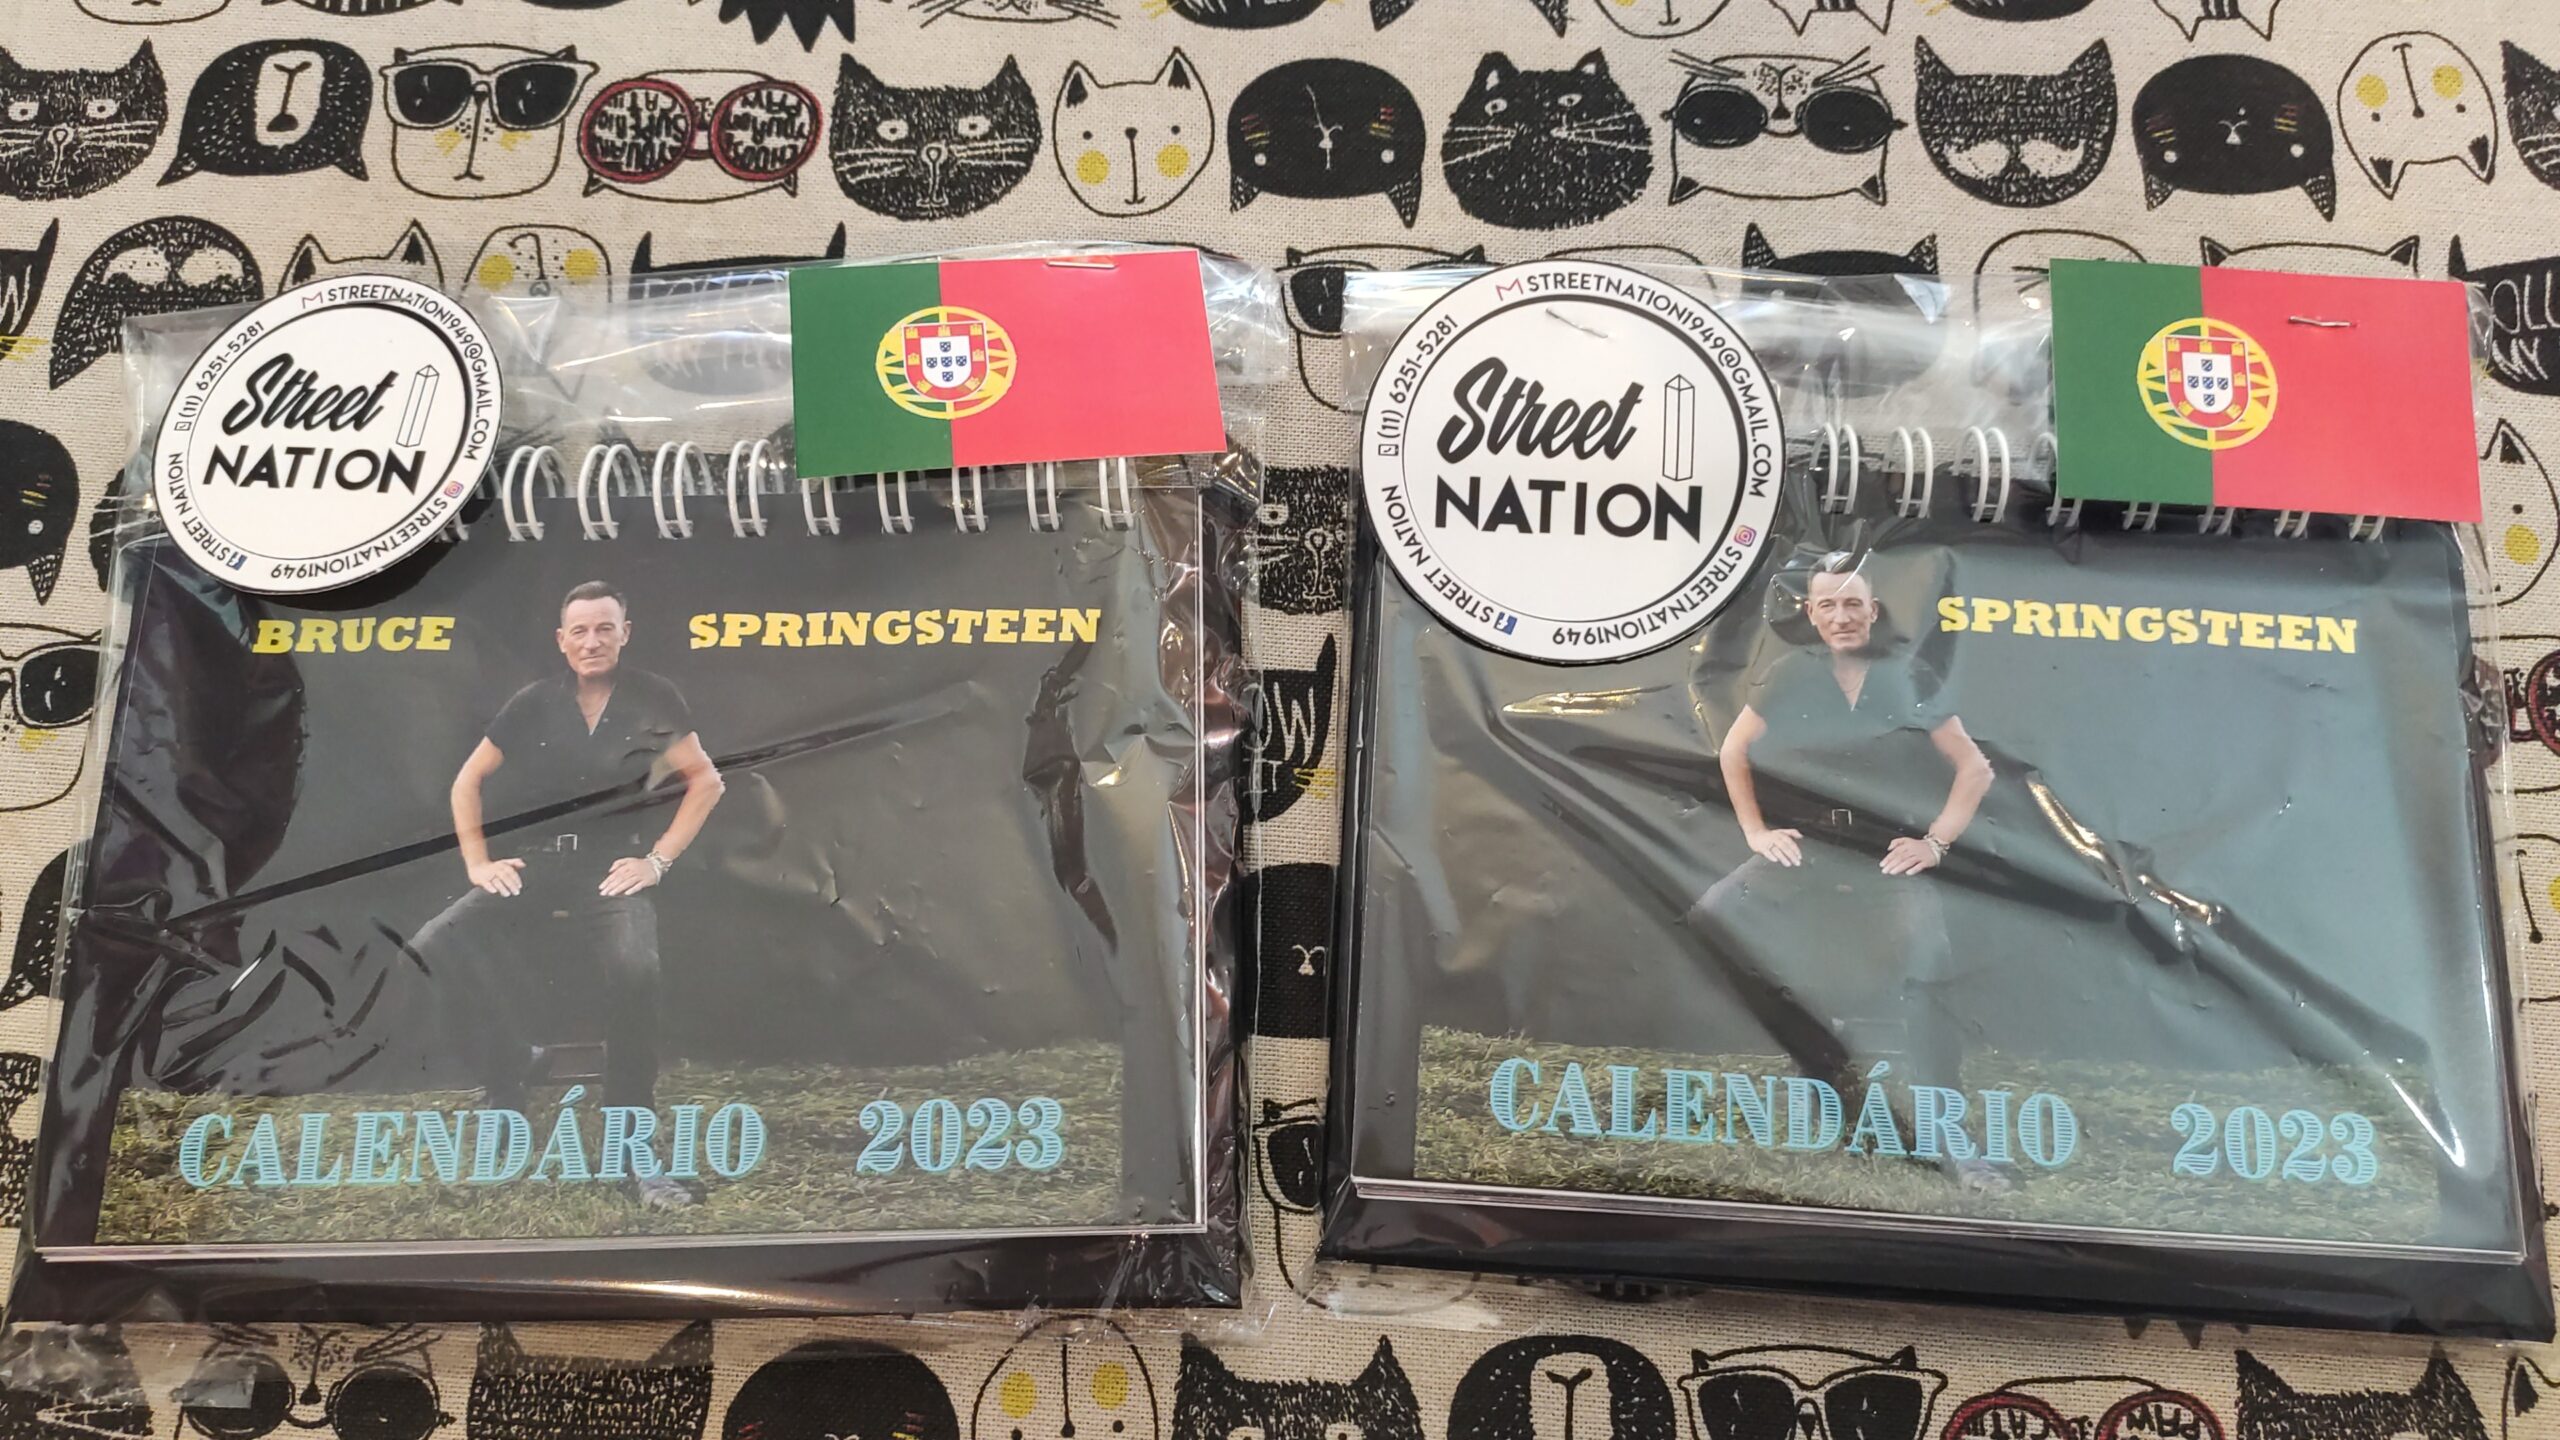 STREETNATION1949@GMAIL.COM
(11) 6251-5281
Street
NATION
STREET NATION
STREETNATION1949
BRUCE SPRINGSTEEN
CALENDÁRIO 2023
STREETNATION1949@GMAIL.COM
(11) 6251-5281
Street
NATION
STREET NATION
STREETNATION1949
SPRINGSTEEN
CALENDÁRIO 2023